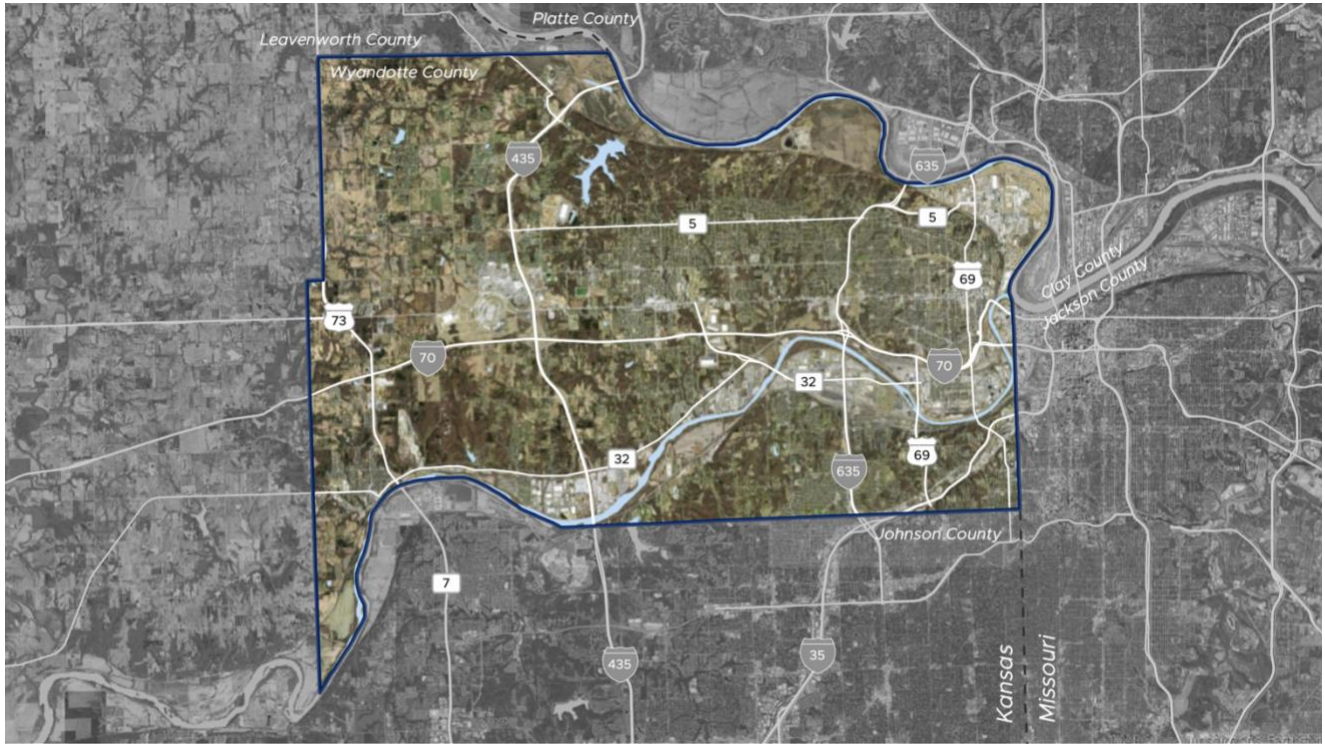 Platte County
Leavenworth County
Wyandotte County
435
635
5
5
69
Clay County
Jackson County
73
70
70
32
32
69
635
Johnson County
7
435
35
Kansas
Missouri